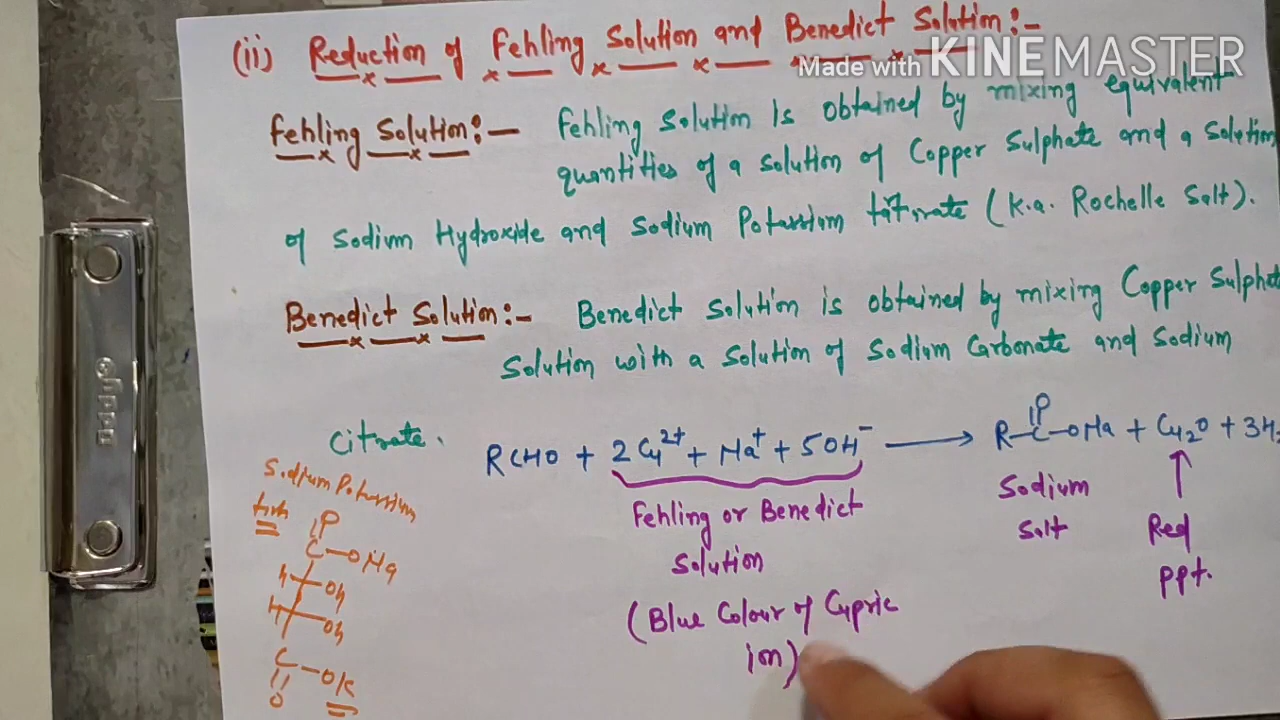 (ii) Reduction of Fehling Solution and Benedict Solution:-
Made with KINEMASTER
Fehling Solution:- Fehling Solution Is obtained by mixing equivalent
quantities of a solution of Copper Sulphate and a Solution
of Sodium Hydroxide and Sodium Potassium tartrate (k.a. Rochelle Salt).
Benedict Solution:- Benedict Solution is obtained by mixing Copper Sulphat
Solution with a Solution of Sodium Carbonate and Sodium
Citrate.
RCHO + 2Cu²⁺ + Na⁺ + 5OH⁻ → R-C-ONa + Cu2O + 3H2
O
Fehling or Benedict
Solution
(Blue Colour of Cupric
ion)
Sodium
Salt
Red
ppt.
Sodium Potassium
O
C-ONa
H OH
H OH
C-OK
O